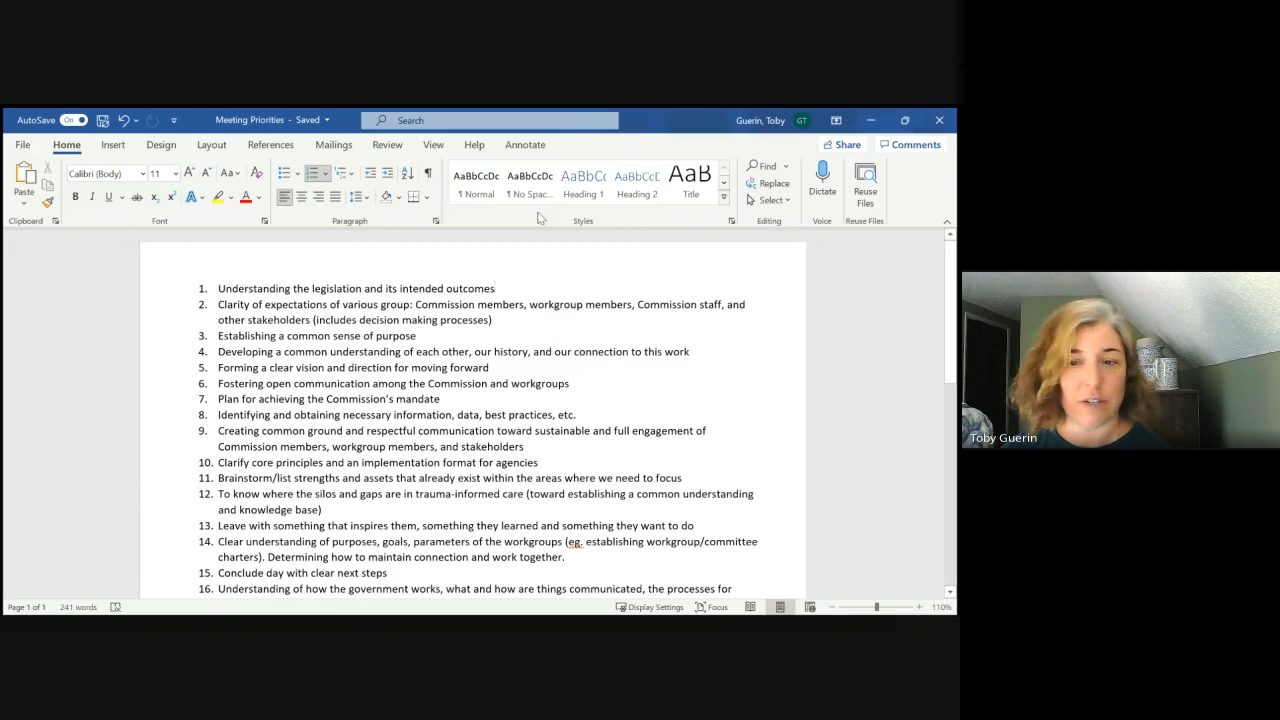 AutoSave On Meeting Priorities - Saved Search Guerin, Toby GT
File Home Insert Design Layout References Mailings Review View Help Annotate Share Comments
Calibri (Body) 11 A A Aa A AaBbCcDc AaBbCcDc AaBbCc AaBbCcD AaB Find
Paste B I U ab x2 x2 A A ¶ Normal ¶ No Spac... Heading 1 Heading 2 Title Replace Select Dictate Reuse Files
Clipboard Font Paragraph Styles Editing Voice Reuse Files
1. Understanding the legislation and its intended outcomes
2. Clarity of expectations of various group: Commission members, workgroup members, Commission staff, and
other stakeholders (includes decision making processes)
3. Establishing a common sense of purpose
4. Developing a common understanding of each other, our history, and our connection to this work
5. Forming a clear vision and direction for moving forward
6. Fostering open communication among the Commission and workgroups
7. Plan for achieving the Commission's mandate
8. Identifying and obtaining necessary information, data, best practices, etc.
9. Creating common ground and respectful communication toward sustainable and full engagement of
Commission members, workgroup members, and stakeholders
10. Clarify core principles and an implementation format for agencies
11. Brainstorm/list strengths and assets that already exist within the areas where we need to focus
12. To know where the silos and gaps are in trauma-informed care (toward establishing a common understanding
and knowledge base)
13. Leave with something that inspires them, something they learned and something they want to do
14. Clear understanding of purposes, goals, parameters of the workgroups (eg. establishing workgroup/committee
charters). Determining how to maintain connection and work together.
15. Conclude day with clear next steps
16. Understanding of how the government works, what and how are things communicated, the processes for
Page 1 of 1 241 words Display Settings Focus 110%
Toby Guerin